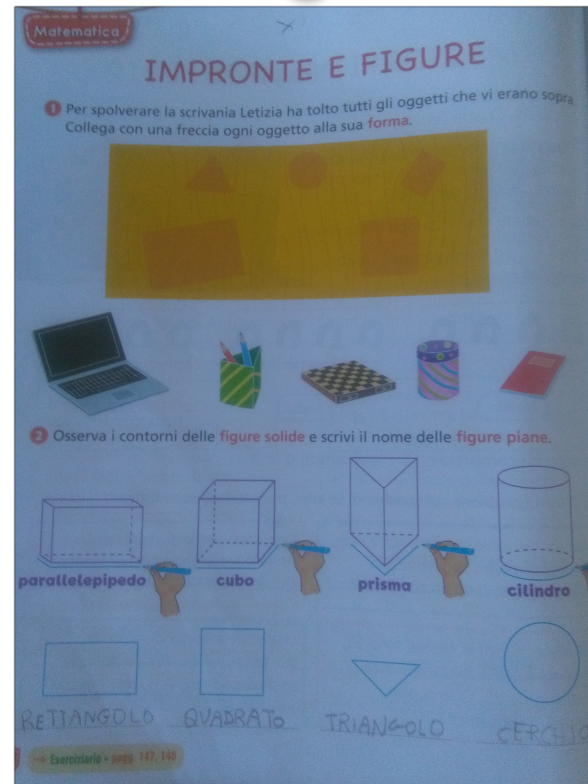 Matematica
IMPRONTE E FIGURE
1 Per spolverare la scrivania Letizia ha tolto tutti gli oggetti che vi erano sopra.
Collega con una freccia ogni oggetto alla sua forma.
2 Osserva i contorni delle figure solide e scrivi il nome delle figure piane.
parallelepipedo cubo prisma cilindro
RETTANGOLO QUADRATO TRIANGOLO CERCHIO
Eserciziario • pagg. 147, 148